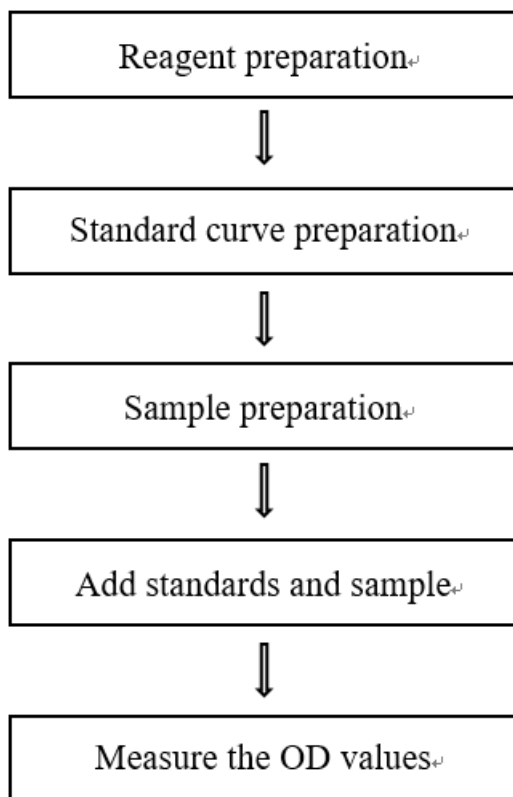 Reagent preparation
Standard curve preparation
Sample preparation
Add standards and sample
Measure the OD values